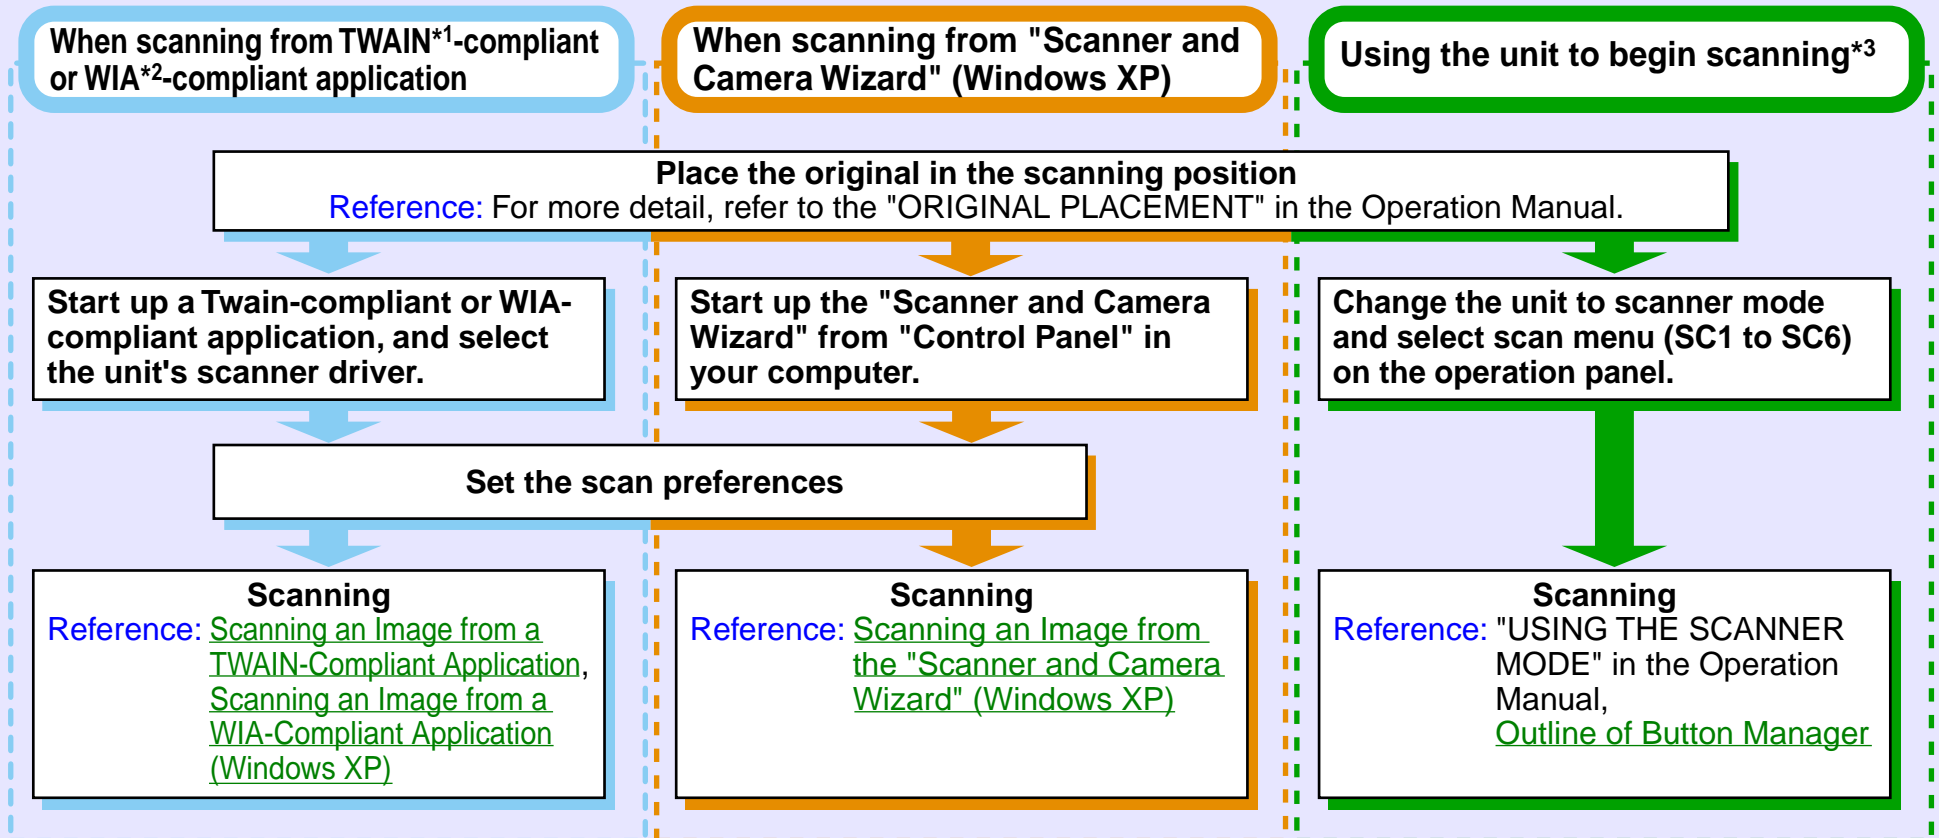 When scanning from TWAIN*1-compliant
or WIA*2-compliant application
When scanning from "Scanner and
Camera Wizard" (Windows XP)
Using the unit to begin scanning*3
Place the original in the scanning position
Reference: For more detail, refer to the "ORIGINAL PLACEMENT" in the Operation Manual.
Start up a Twain-compliant or WIA-
compliant application, and select
the unit's scanner driver.
Start up the "Scanner and Camera
Wizard" from "Control Panel" in
your computer.
Change the unit to scanner mode
and select scan menu (SC1 to SC6)
on the operation panel.
Set the scan preferences
Scanning
Reference: Scanning an Image from a
TWAIN-Compliant Application,
Scanning an Image from a
WIA-Compliant Application
(Windows XP)
Scanning
Reference: Scanning an Image from
the "Scanner and Camera
Wizard" (Windows XP)
Scanning
Reference: "USING THE SCANNER
MODE" in the Operation
Manual,
Outline of Button Manager